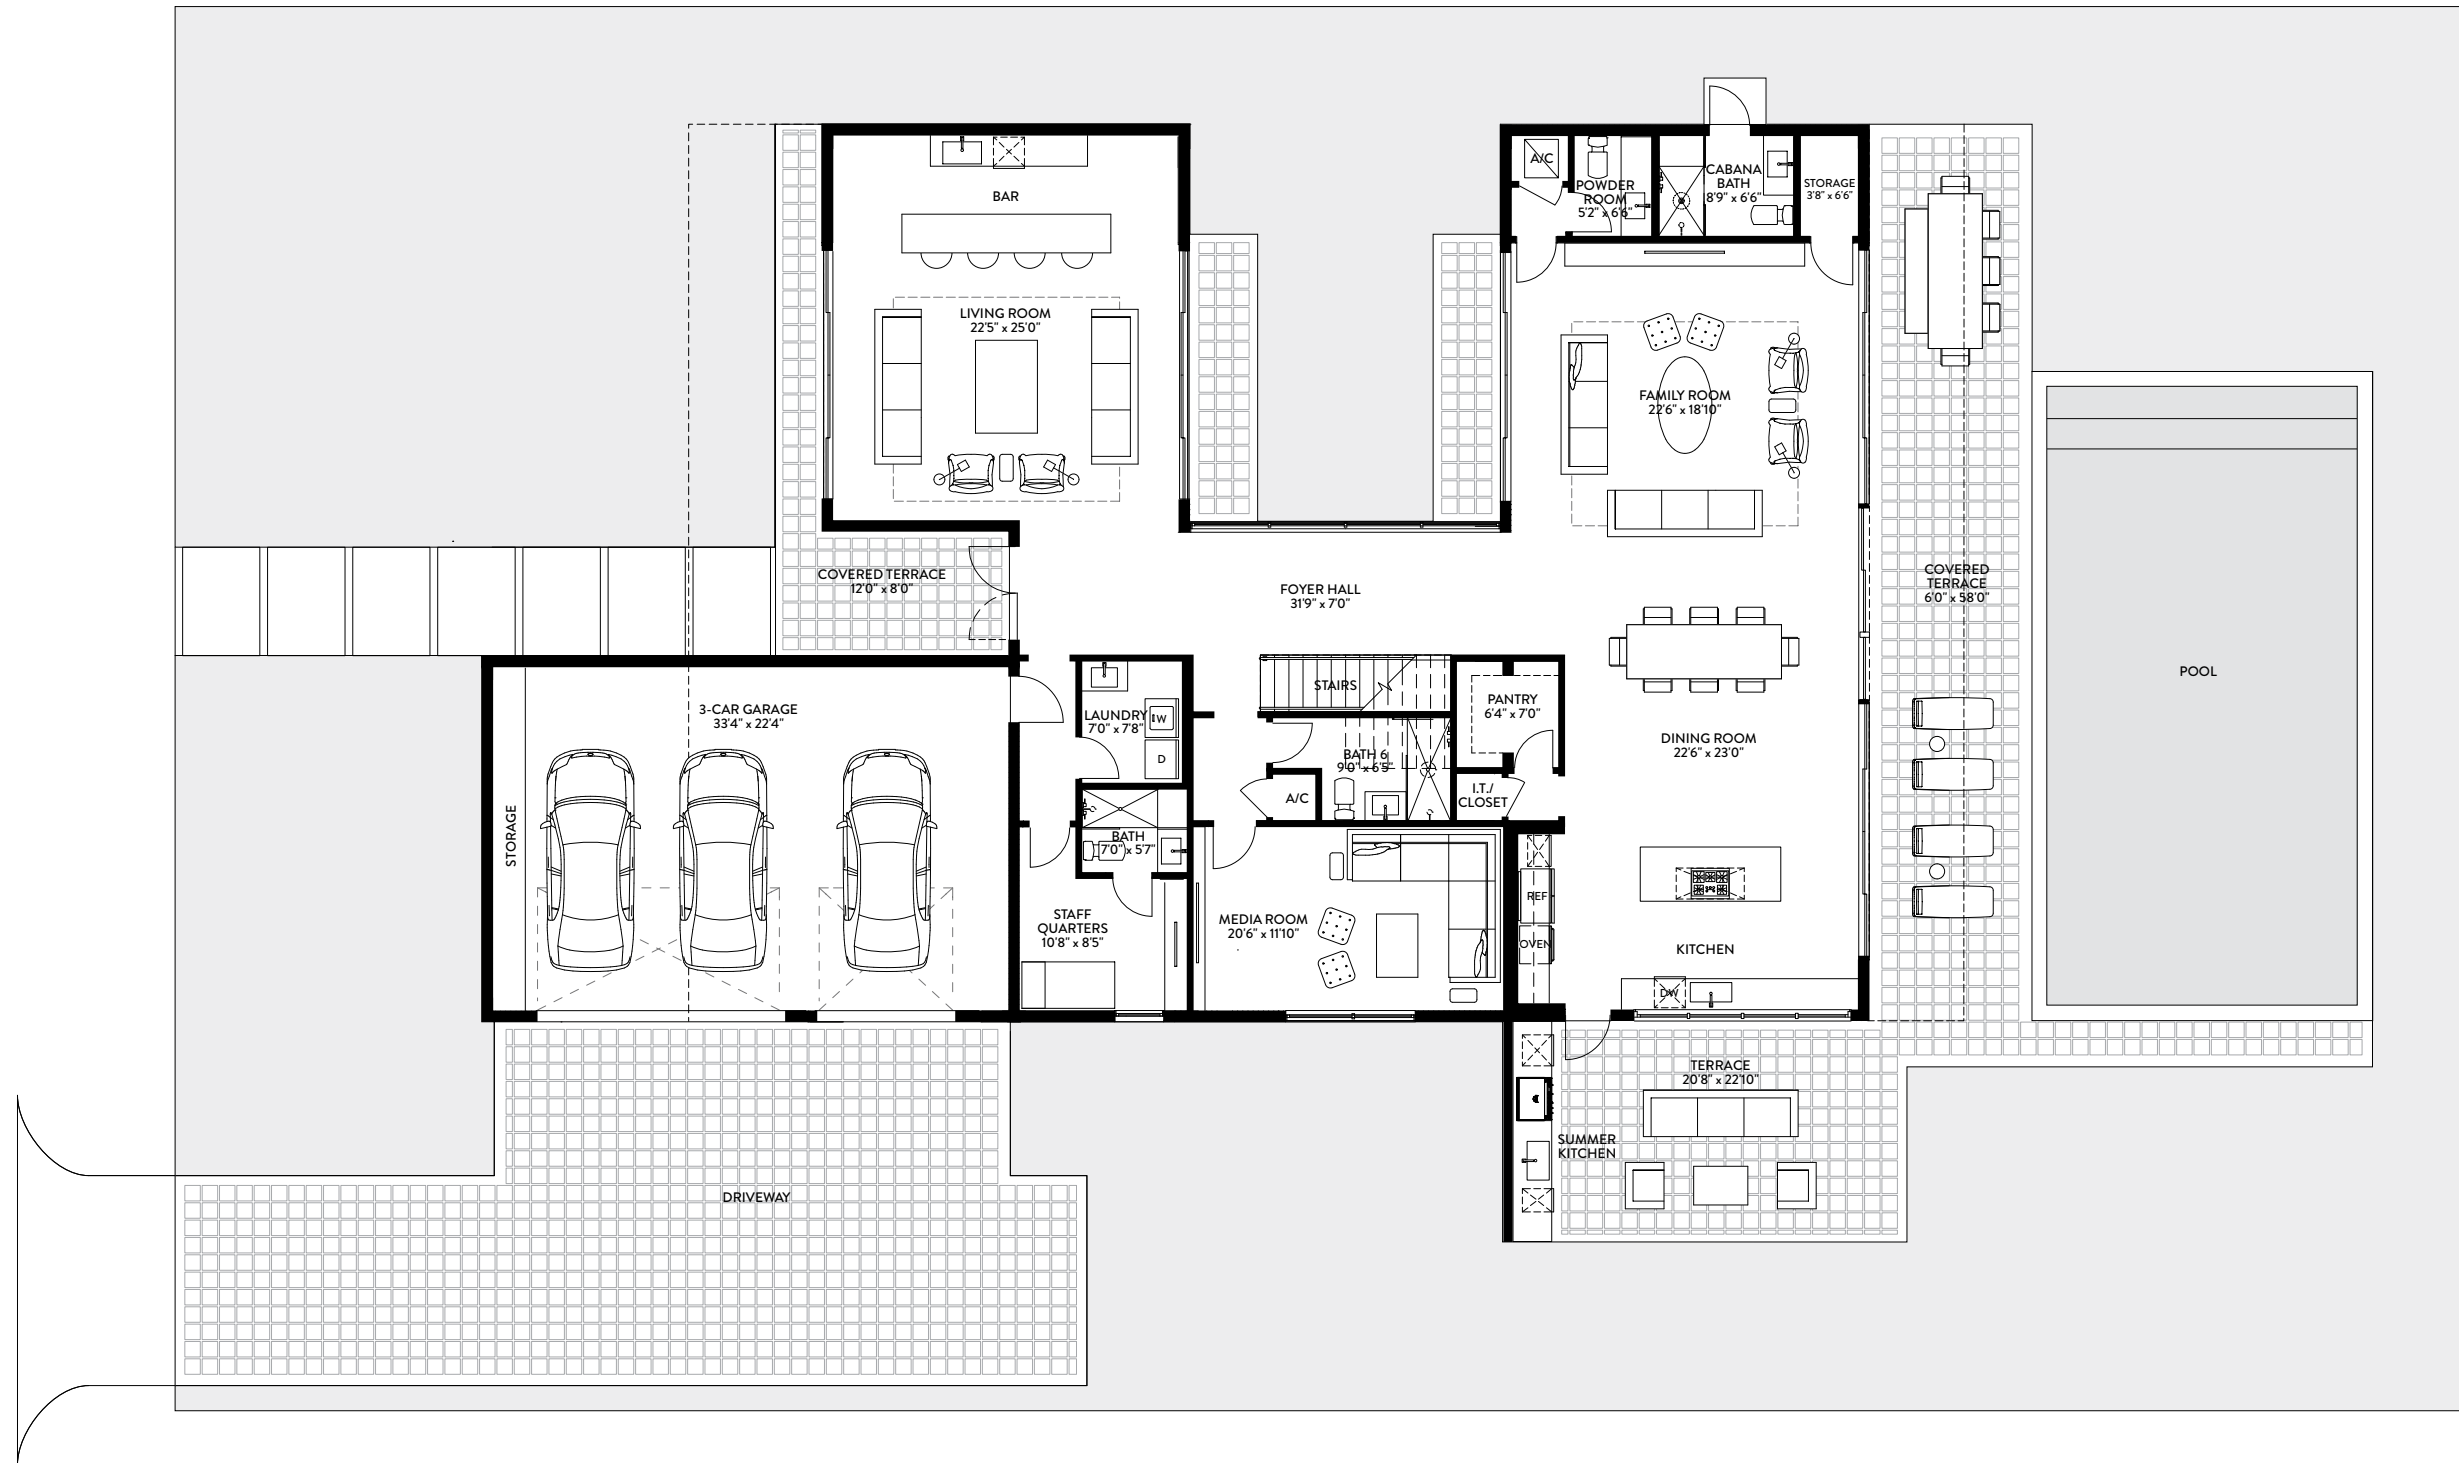 A/C
POWDER
ROOM
5'2" x 6'6"
CABANA
BATH
8'9" x 6'6"
STORAGE
3'8" x 6'6"
BAR
LIVING ROOM
22'5" x 25'0"
FAMILY ROOM
22'6" x 18'10"
COVERED TERRACE
12'0" x 8'0"
FOYER HALL
31'9" x 7'0"
COVERED
TERRACE
6'0" x 58'0"
POOL
3-CAR GARAGE
33'4" x 22'4"
STORAGE
LAUNDRY
7'0" x 7'8"
W
D
STAIRS
PANTRY
6'4" x 7'0"
DINING ROOM
22'6" x 23'0"
BATH 6
9'0" x 6'5"
A/C
I.T./
CLOSET
BATH
7'0" x 5'7"
STAFF
QUARTERS
10'8" x 8'5"
MEDIA ROOM
20'6" x 11'10"
REF
OVEN
KITCHEN
DW
TERRACE
20'8" x 22'10"
SUMMER
KITCHEN
DRIVEWAY